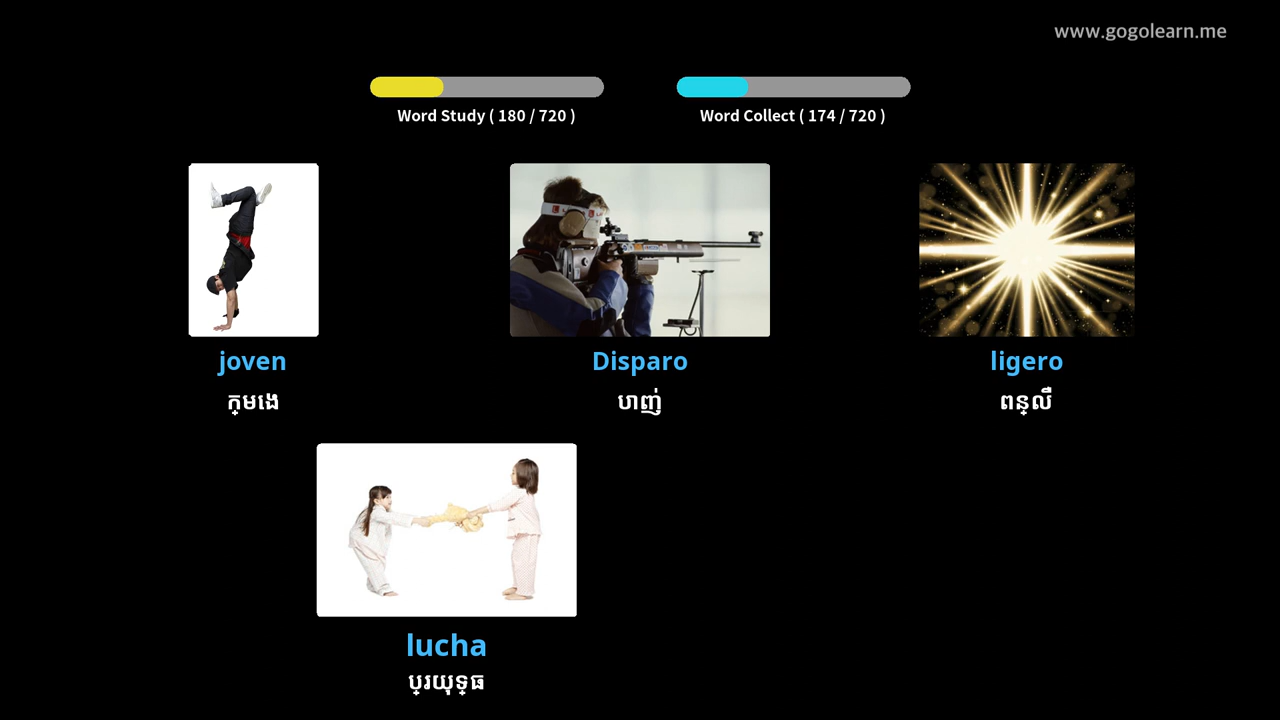 www.gogolearn.me
Word Study ( 180 / 720 )
Word Collect ( 174 / 720 )
joven
Disparo
ligero
ក្មេង
បាញ់
ពន្លឺ
lucha
ប្រយុទ្ធ